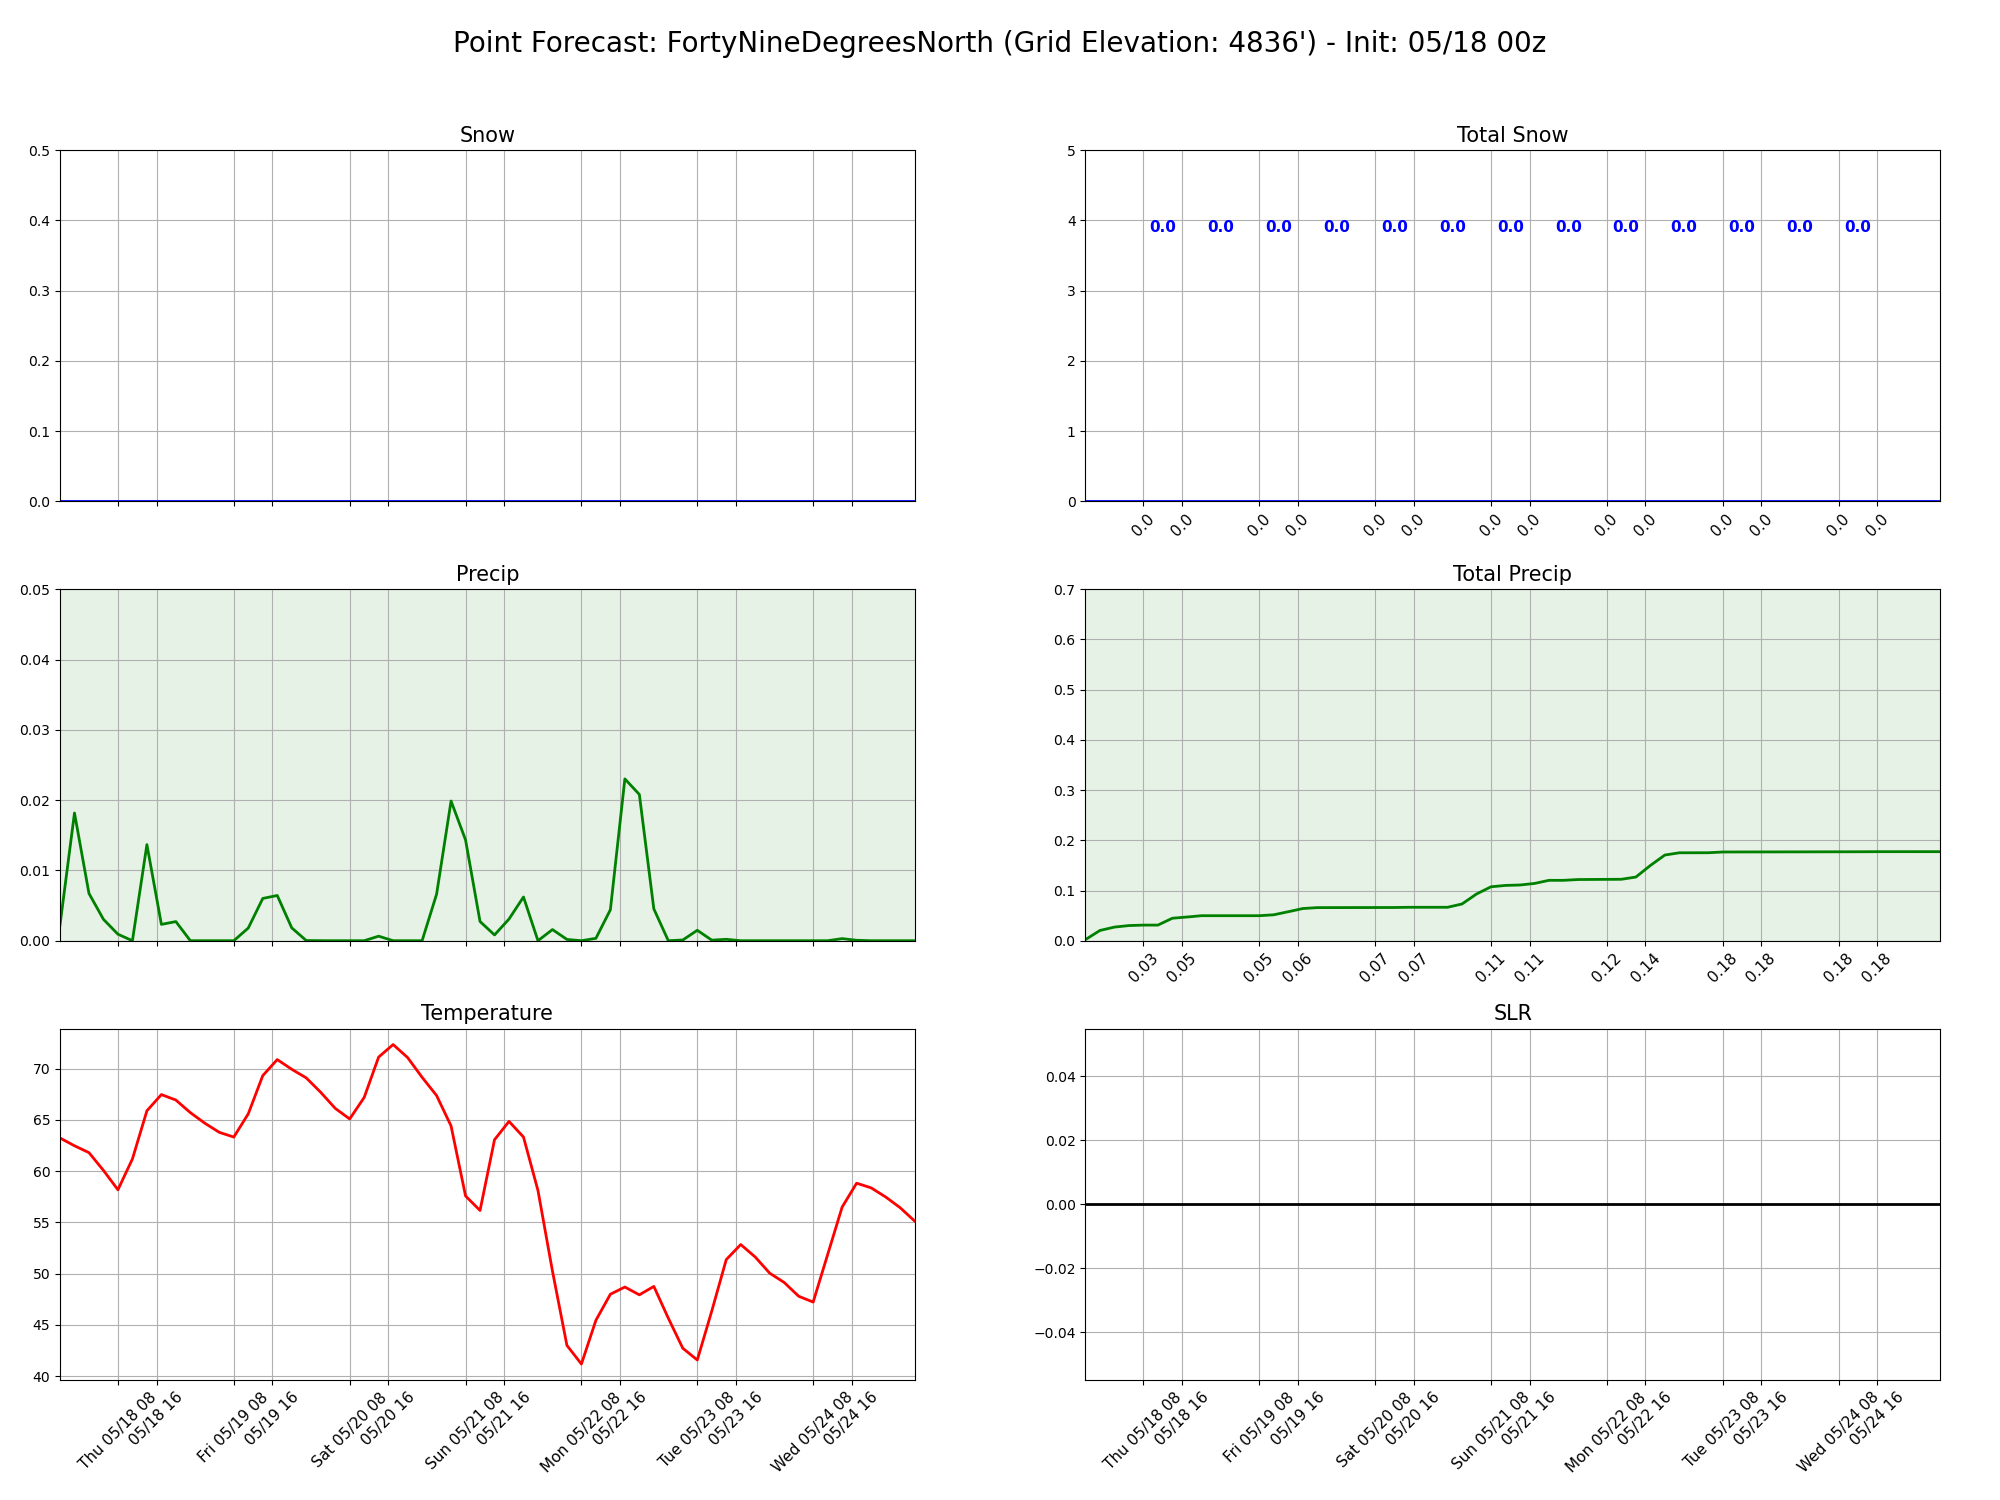 Point Forecast: FortyNineDegreesNorth (Grid Elevation: 4836') - Init: 05/18 00z
Snow
0.5
0.4
0.3
0.2
0.1
0.0
Total Snow
5
4
3
2
1
0
0.0 0.0 0.0 0.0 0.0 0.0 0.0 0.0 0.0 0.0 0.0 0.0 0.0
0.0 0.0 0.0 0.0 0.0 0.0 0.0 0.0 0.0 0.0 0.0 0.0 0.0 0.0
Precip
0.05
0.04
0.03
0.02
0.01
0.00
Total Precip
0.7
0.6
0.5
0.4
0.3
0.2
0.1
0.0
0.03 0.05 0.05 0.06 0.07 0.07 0.11 0.11 0.12 0.14 0.18 0.18 0.18 0.18
Temperature
70
65
60
55
50
45
40
Thu 05/18 08
05/18 16
Fri 05/19 08
05/19 16
Sat 05/20 08
05/20 16
Sun 05/21 08
05/21 16
Mon 05/22 08
05/22 16
Tue 05/23 08
05/23 16
Wed 05/24 08
05/24 16
SLR
0.04
0.02
0.00
−0.02
−0.04
Thu 05/18 08
05/18 16
Fri 05/19 08
05/19 16
Sat 05/20 08
05/20 16
Sun 05/21 08
05/21 16
Mon 05/22 08
05/22 16
Tue 05/23 08
05/23 16
Wed 05/24 08
05/24 16